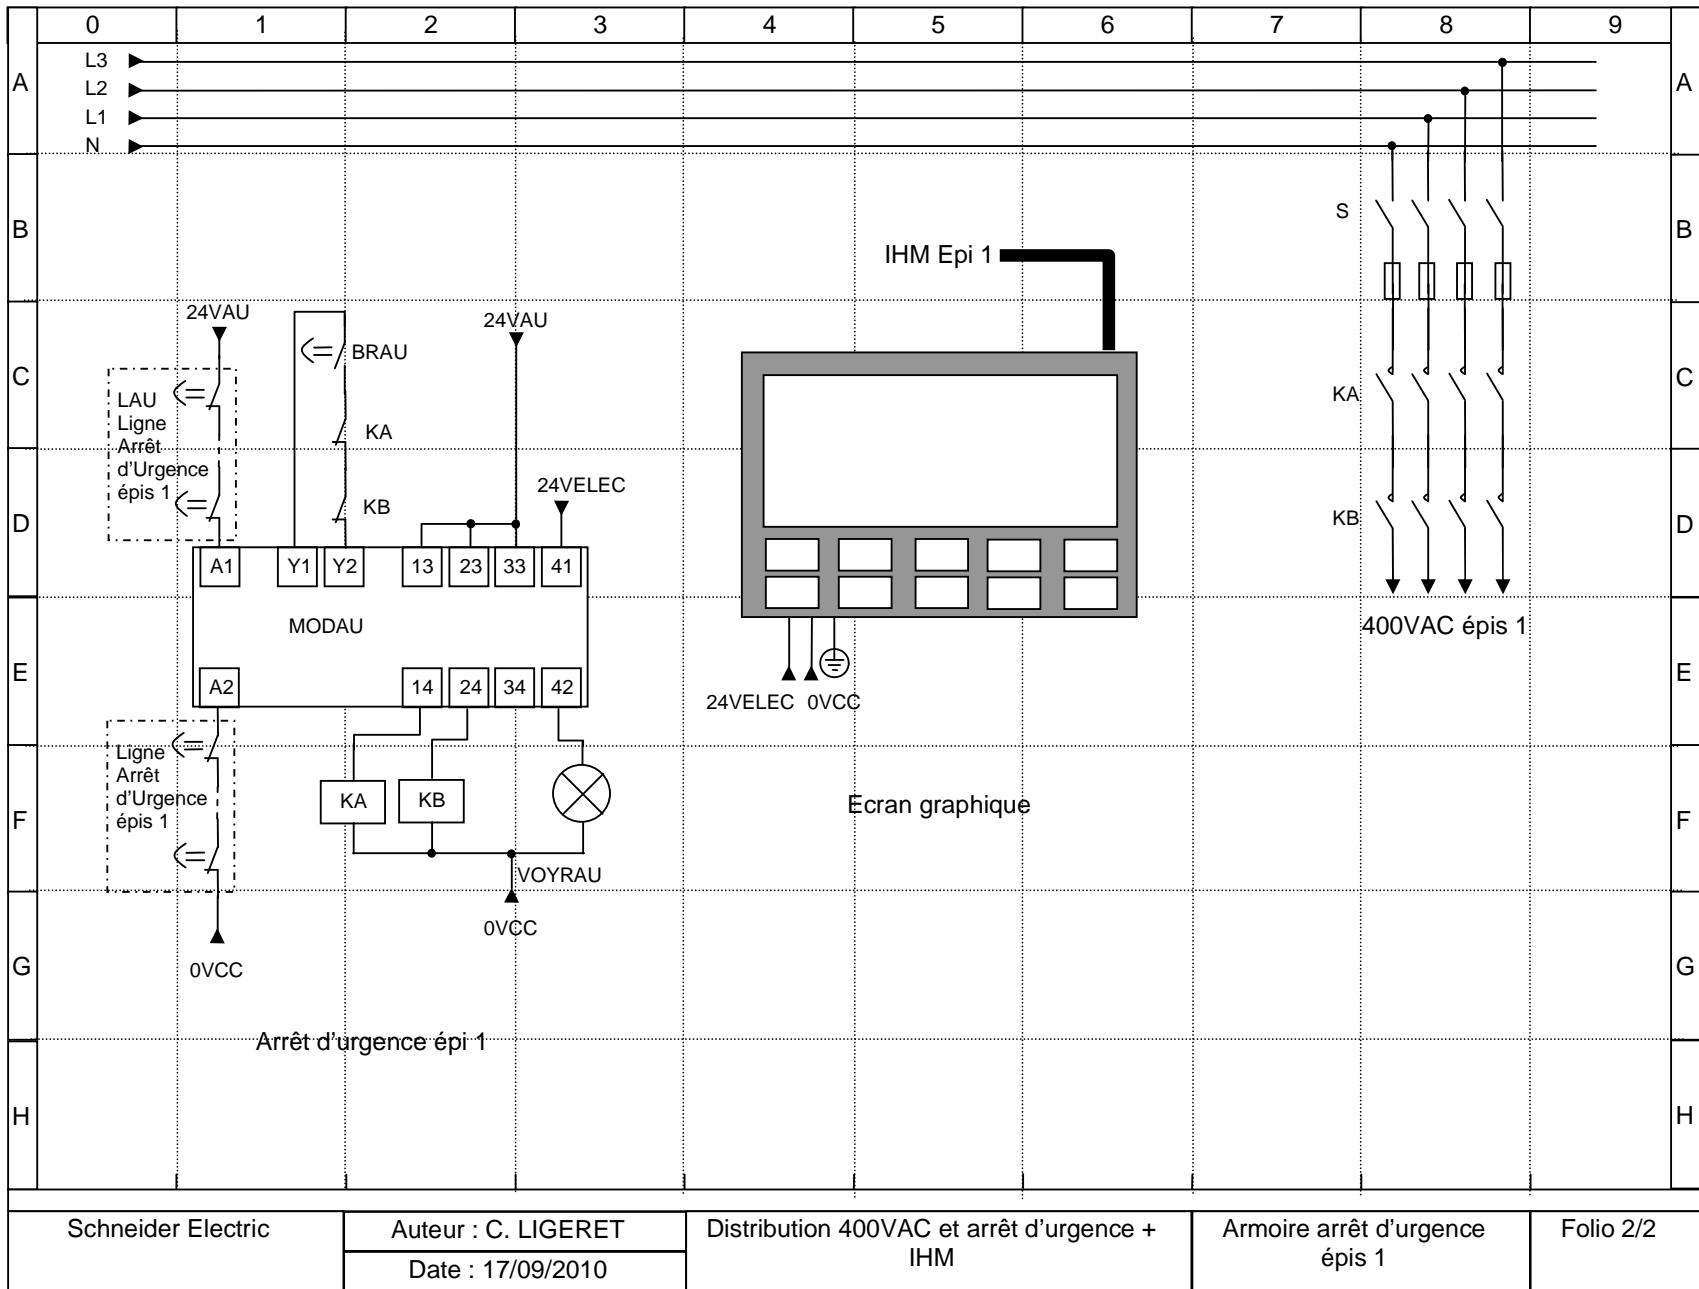 0 1 2 3 4 5 6 7 8 9
L3
A A
L2
L1
N
S
B B
IHM Epi 1
24VAU 24VAU
BRAU
C C
KA
LAU
Ligne
Arrêt
d'Urgence
épis 1
KA
24VELEC
KB
KB
D D
A1 Y1 Y2 13 23 33 41
MODAU
400VAC épis 1
E E
A2 14 24 34 42
24VELEC 0VCC
Ligne
Arrêt
d'Urgence
épis 1
KA KB
Ecran graphique
F F
VOYRAU
0VCC
0VCC
G G
Arrêt d'urgence épi 1
H H
Schneider Electric
Auteur : C. LIGERET
Date : 17/09/2010
Distribution 400VAC et arrêt d'urgence +
IHM
Armoire arrêt d'urgence
épis 1
Folio 2/2